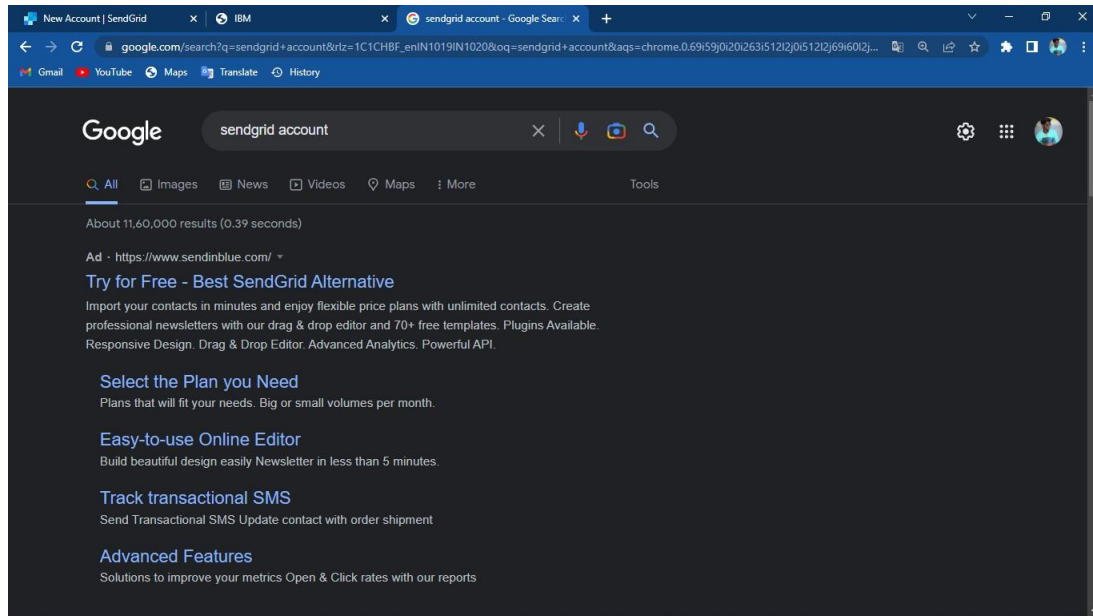 New Account | SendGrid
IBM
sendgrid account - Google Searc
google.com/search?q=sendgrid+account&rlz=1C1CHBF_enIN1019IN1020&oq=sendgrid+account&aqs=chrome.0.69i59j0i20i263i512l2j0i512l2j69i60l2j...
Gmail
YouTube
Maps
Translate
History
Google
sendgrid account
All
Images
News
Videos
Maps
More
Tools
About 11,60,000 results (0.39 seconds)
Ad · https://www.sendinblue.com/
Try for Free - Best SendGrid Alternative
Import your contacts in minutes and enjoy flexible price plans with unlimited contacts. Create
professional newsletters with our drag & drop editor and 70+ free templates. Plugins Available.
Responsive Design. Drag & Drop Editor. Advanced Analytics. Powerful API.
Select the Plan you Need
Plans that will fit your needs. Big or small volumes per month.
Easy-to-use Online Editor
Build beautiful design easily Newsletter in less than 5 minutes.
Track transactional SMS
Send Transactional SMS Update contact with order shipment
Advanced Features
Solutions to improve your metrics Open & Click rates with our reports